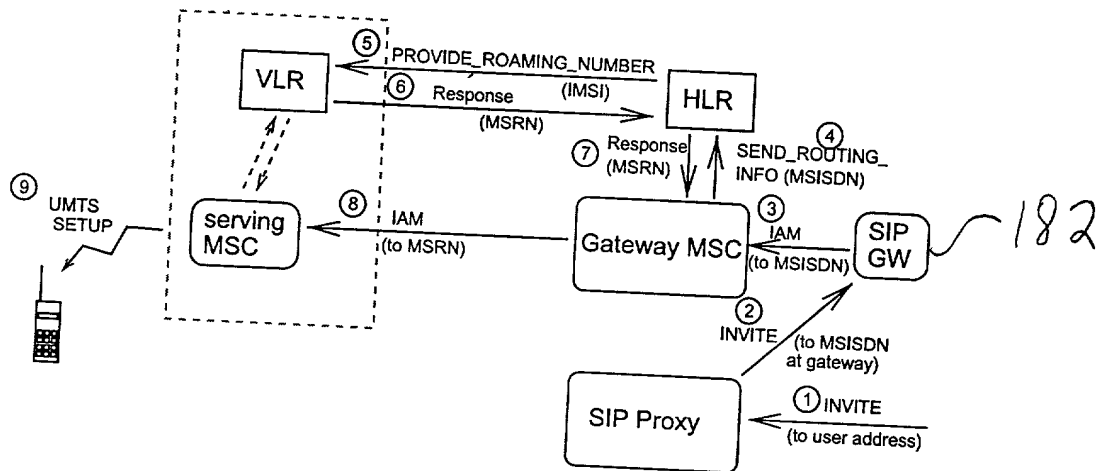 5
PROVIDE_ROAMING_NUMBER
(IMSI)
VLR
6
Response
(MSRN)
HLR
7
Response
(MSRN)
4
SEND_ROUTING_
INFO (MSISDN)
9
UMTS
SETUP
serving
MSC
8
IAM
(to MSRN)
Gateway MSC
3
IAM
(to MSISDN)
SIP
GW
182
2
INVITE
(to MSISDN
at gateway)
SIP Proxy
1
INVITE
(to user address)